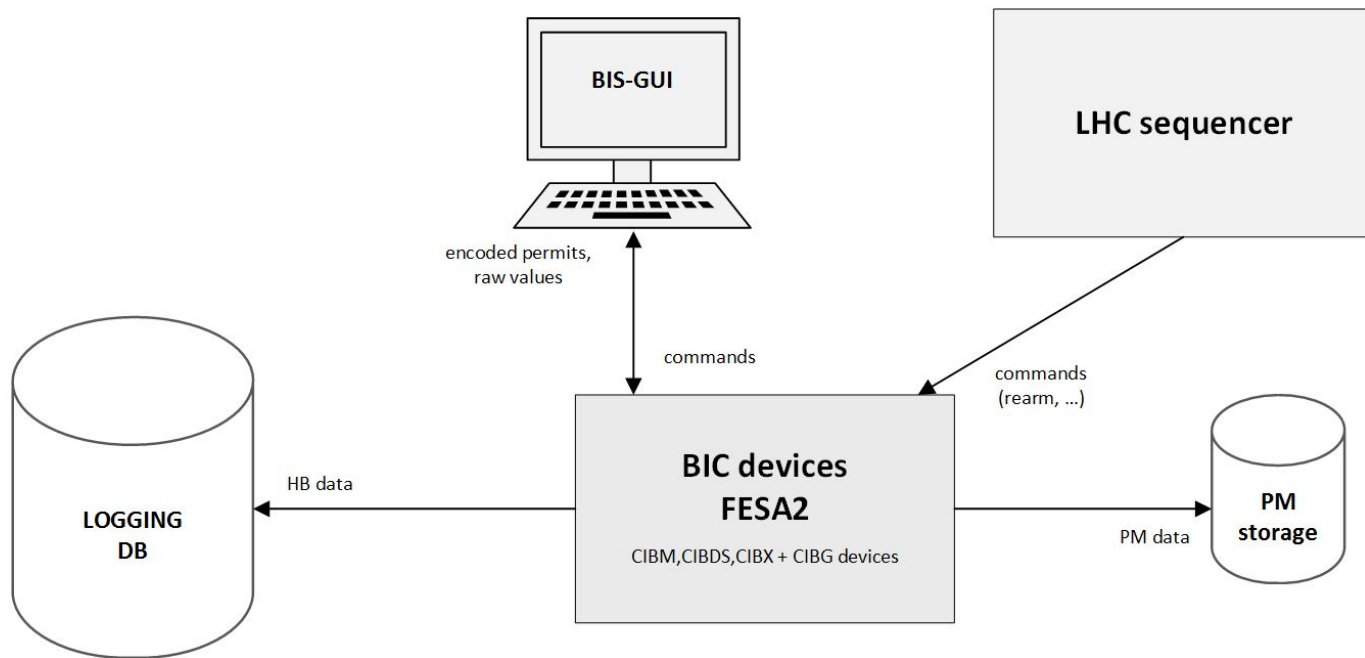 BIS-GUI
LHC sequencer
encoded permits,
raw values
commands
commands
(rearm, ...)
BIC devices
FESA2
CIBM,CIBDS,CIBX + CIBG devices
HB data
LOGGING
DB
PM data
PM
storage